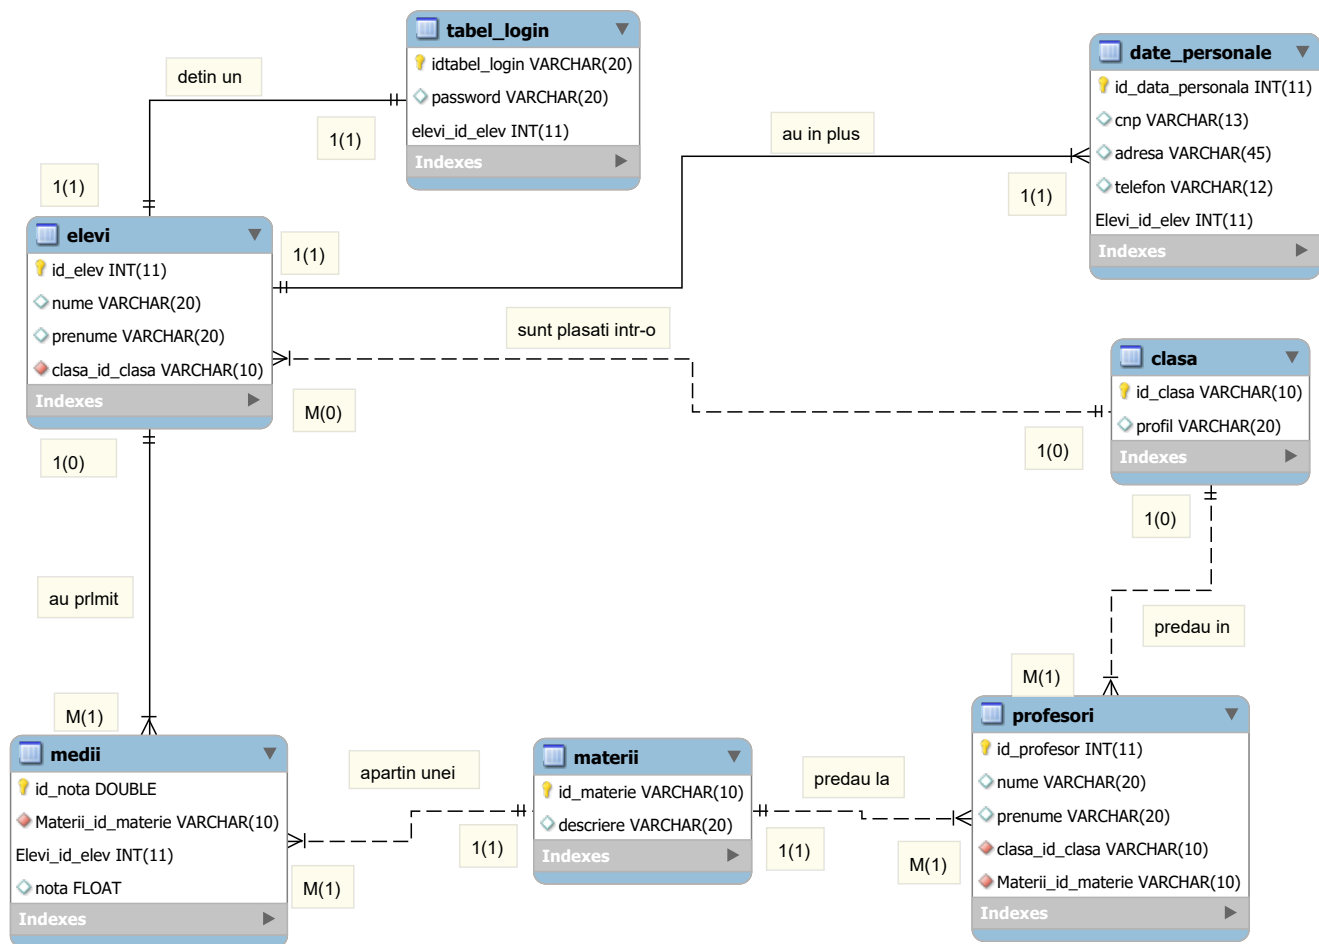 tabel_login
idtabel_login VARCHAR(20)
password VARCHAR(20)
elevi_id_elev INT(11)
Indexes
date_personale
id_data_personala INT(11)
cnp VARCHAR(13)
adresa VARCHAR(45)
telefon VARCHAR(12)
Elevi_id_elev INT(11)
Indexes
detin un
1(1)
1(1)
au in plus
1(1)
1(1)
elevi
id_elev INT(11)
nume VARCHAR(20)
prenume VARCHAR(20)
clasa_id_clasa VARCHAR(10)
Indexes
sunt plasati intr-o
M(0)
1(0)
clasa
id_clasa VARCHAR(10)
profil VARCHAR(20)
Indexes
1(0)
1(0)
au prImit
predau in
M(1)
M(1)
medii
id_nota DOUBLE
Materii_id_materie VARCHAR(10)
Elevi_id_elev INT(11)
nota FLOAT
Indexes
apartin unei
M(1)
1(1)
materii
id_materie VARCHAR(10)
descriere VARCHAR(20)
Indexes
predau la
1(1)
M(1)
profesori
id_profesor INT(11)
nume VARCHAR(20)
prenume VARCHAR(20)
clasa_id_clasa VARCHAR(10)
Materii_id_materie VARCHAR(10)
Indexes